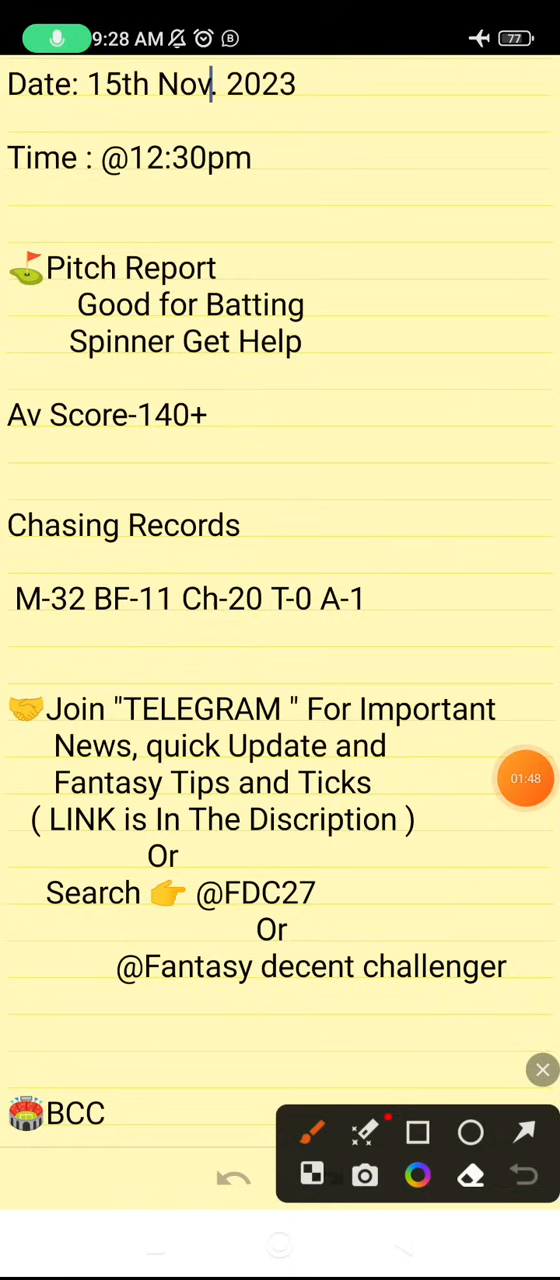 9:28 AM
77
Date: 15th Nov. 2023
Time : @12:30pm
Pitch Report
Good for Batting
Spinner Get Help
Av Score-140+
Chasing Records
M-32 BF-11 Ch-20 T-0 A-1
Join "TELEGRAM " For Important
News, quick Update and
Fantasy Tips and Ticks
01:48
( LINK is In The Discription )
Or
Search 👉 @FDC27
Or
@Fantasy decent challenger
BCC